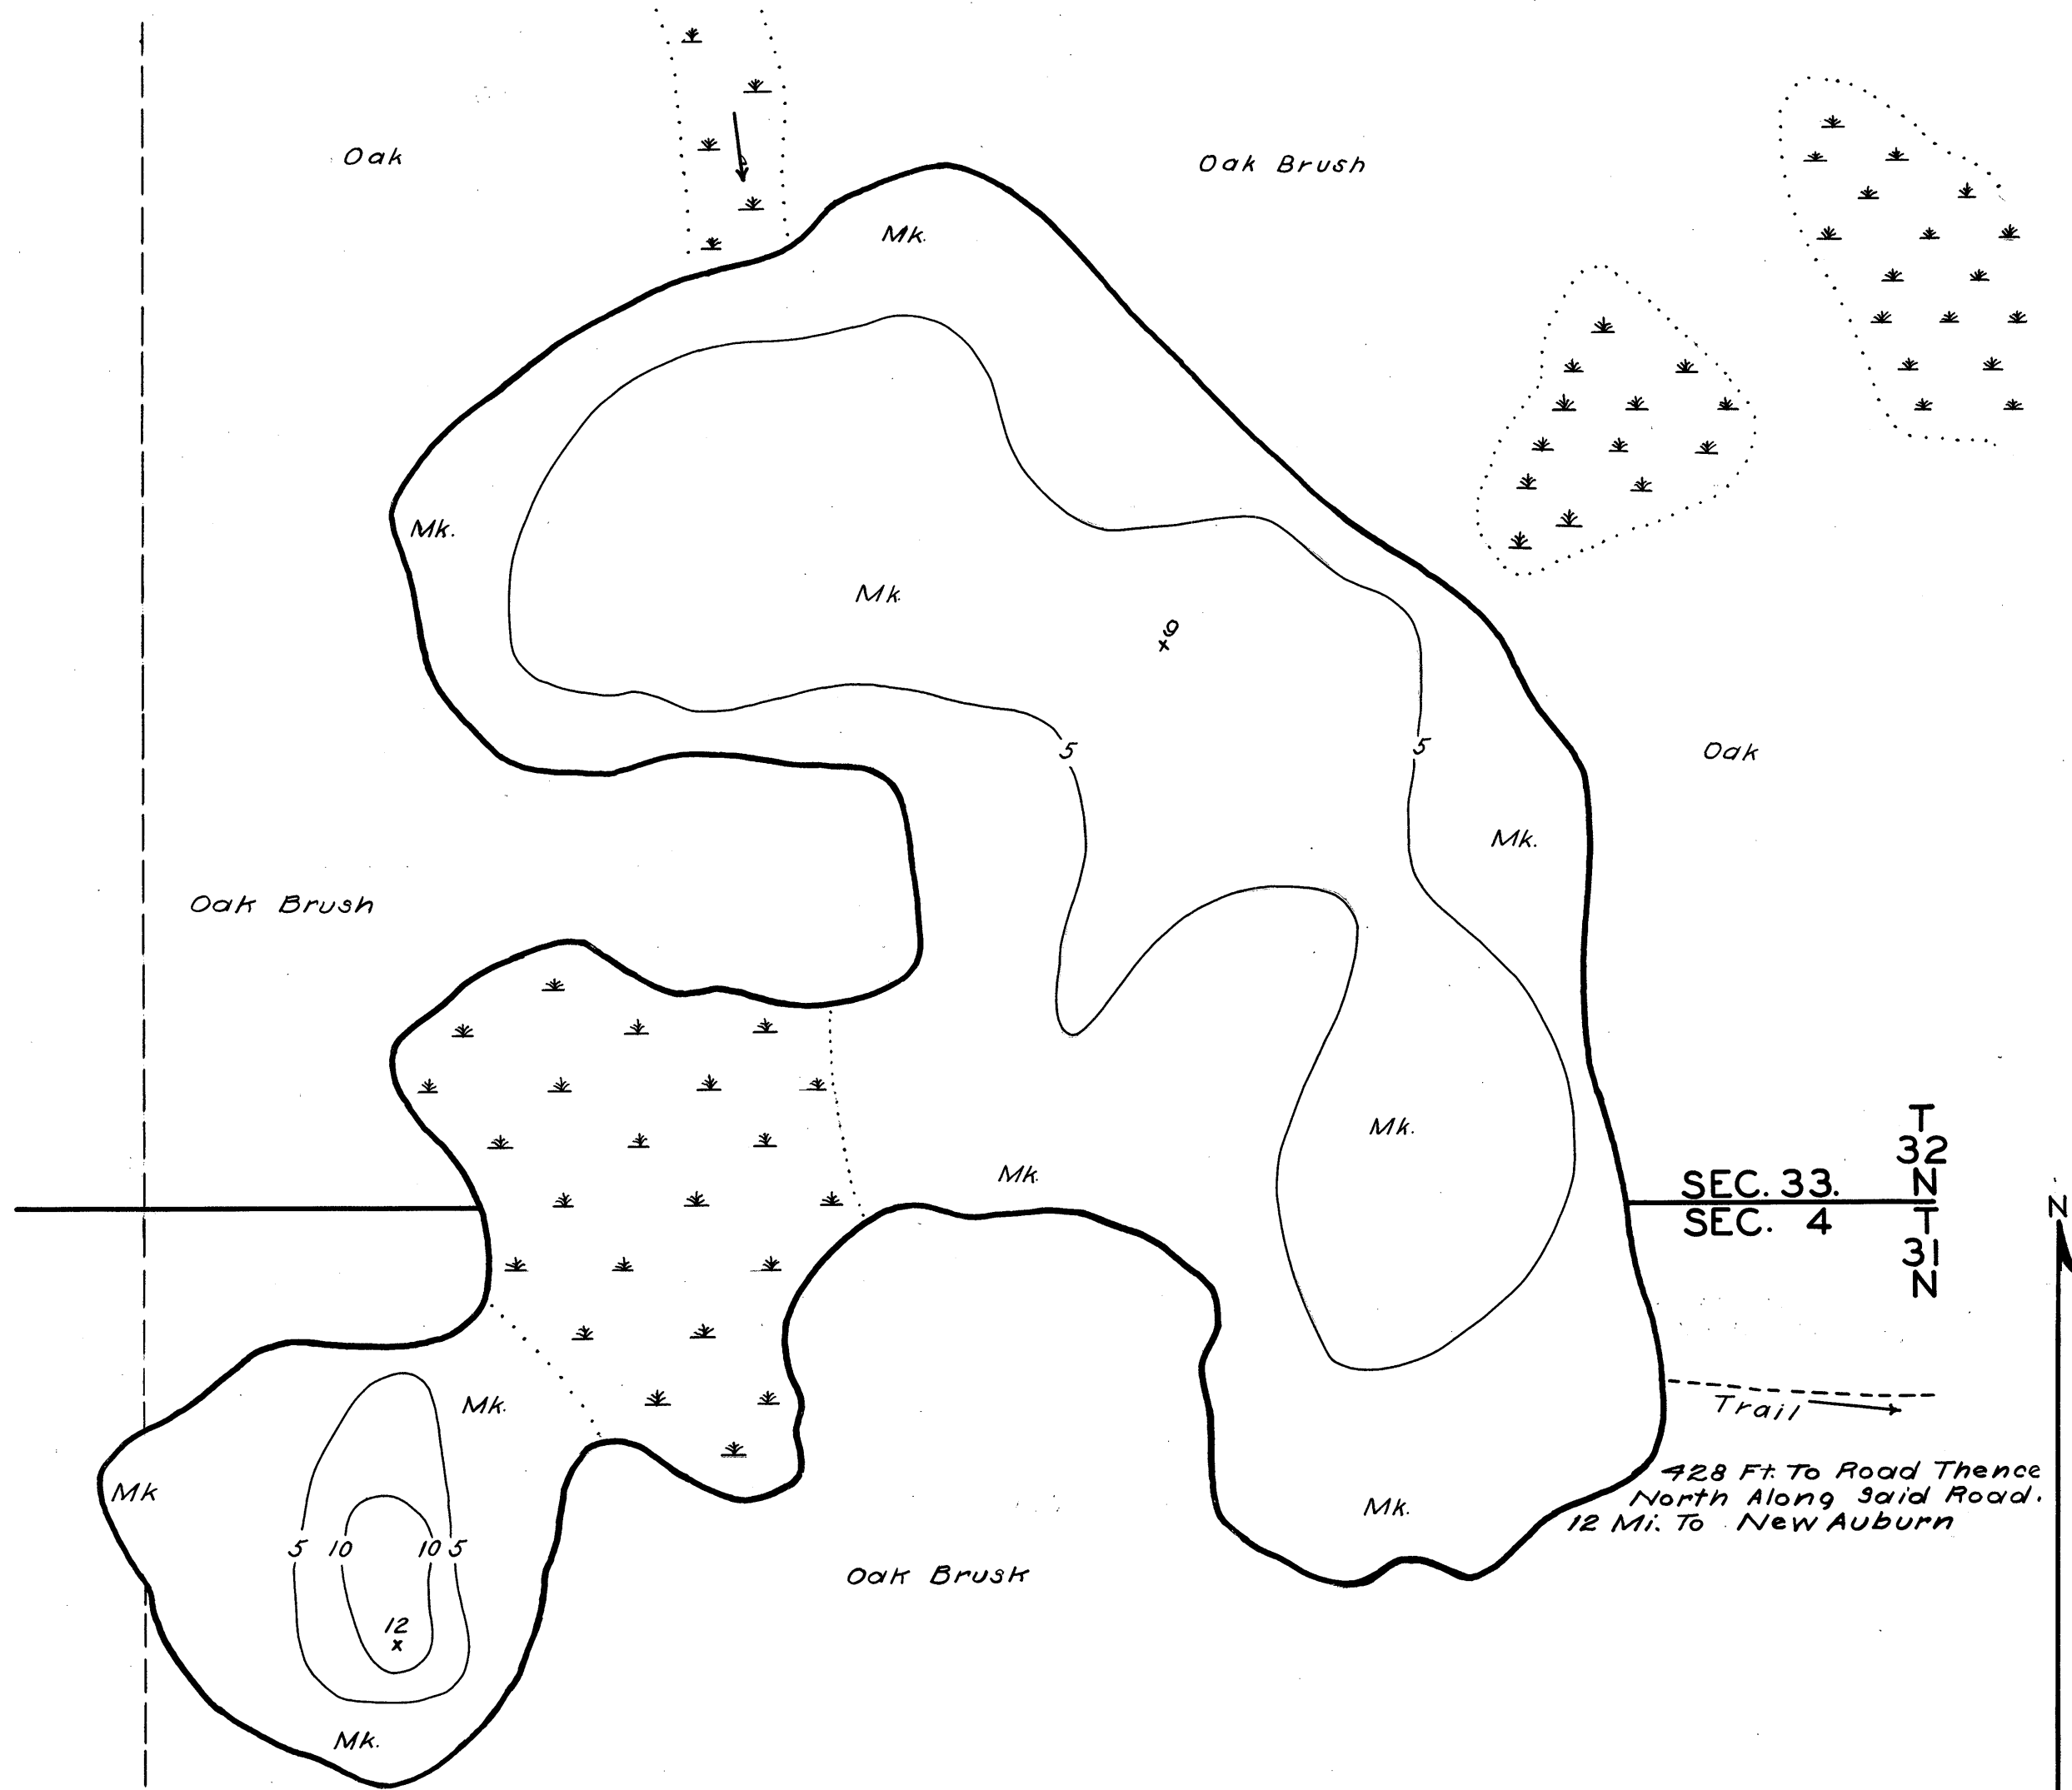 Oak
Oak Brush
Mk.
Mk.
Mk.
9
5
5
Oak
Mk.
Oak Brush
T
32
N
Mk.
Mk.
SEC. 33.
SEC. 4
T
31
N
N
Mk.
Trail
Mk
428 Ft. To Road Thence
North Along Said Road.
12 Mi. To New Auburn
Mk.
5 10 10 5
Oak Brusk
12
x
Mk.